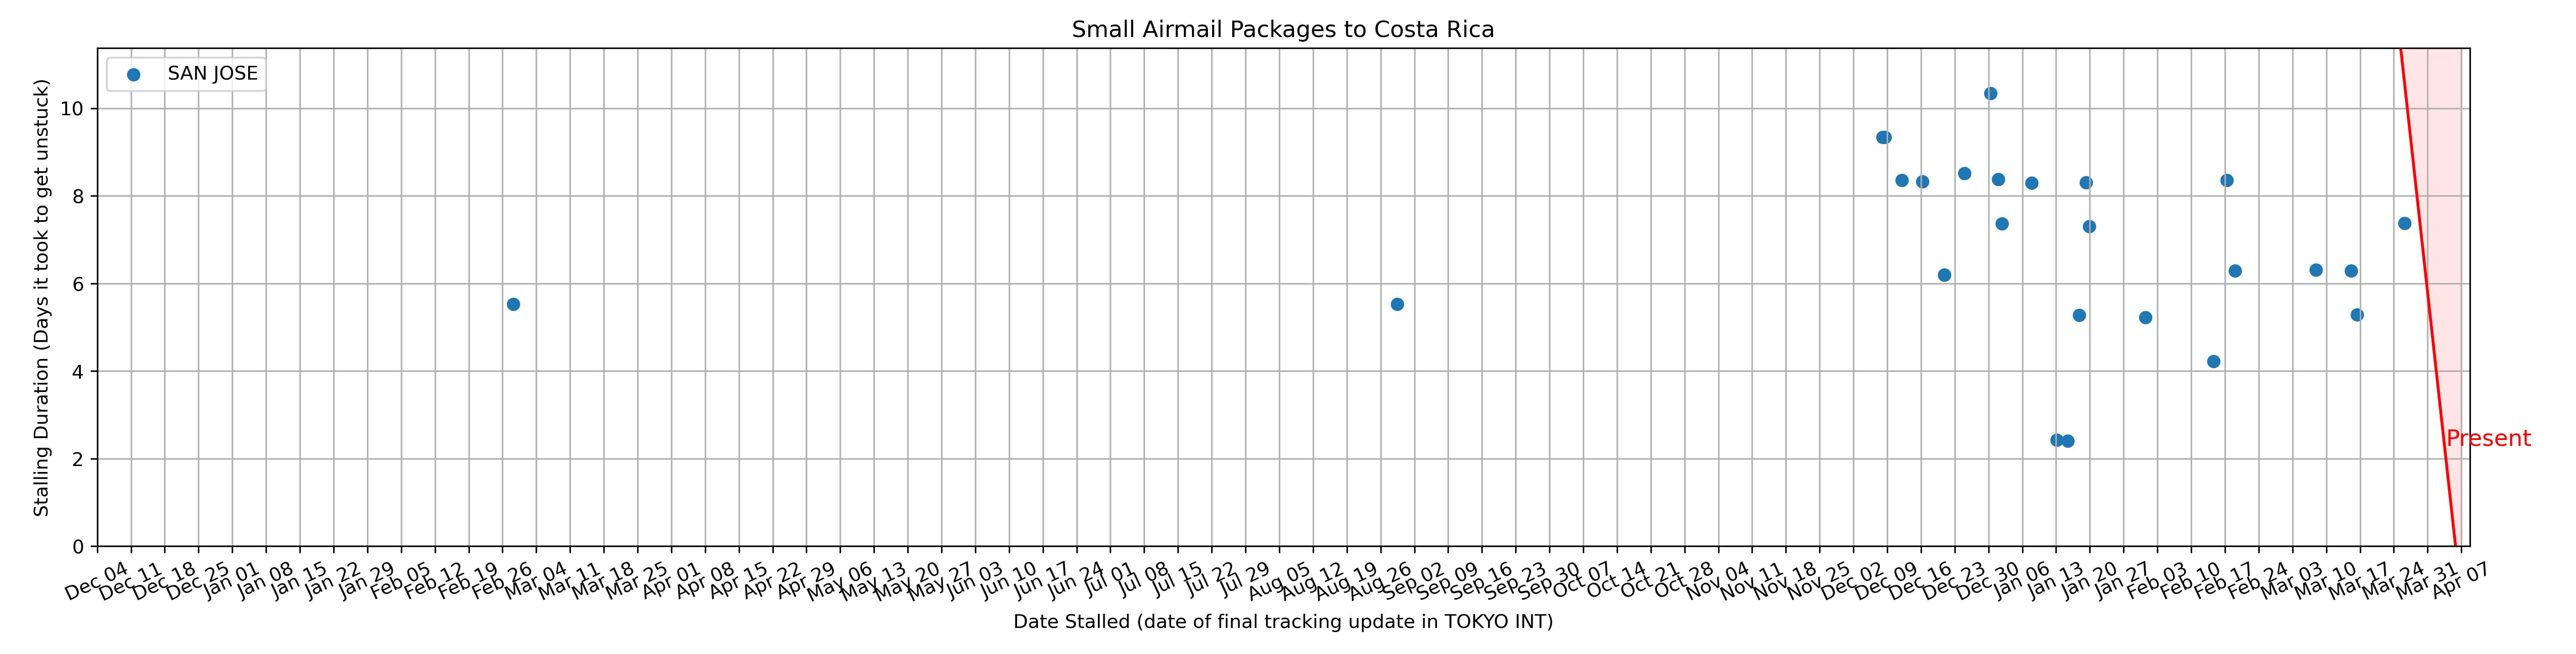 Small Airmail Packages to Costa Rica
SAN JOSE
Stalling Duration (Days it took to get unstuck)
10
8
6
4
2
0
Present
Dec 04
Dec 11
Dec 18
Dec 25
Jan 01
Jan 08
Jan 15
Jan 22
Jan 29
Feb 05
Feb 12
Feb 19
Feb 26
Mar 04
Mar 11
Mar 18
Mar 25
Apr 01
Apr 08
Apr 15
Apr 22
Apr 29
May 06
May 13
May 20
May 27
Jun 03
Jun 10
Jun 17
Jun 24
Jul 01
Jul 08
Jul 15
Jul 22
Jul 29
Aug 05
Aug 12
Aug 19
Aug 26
Sep 02
Sep 09
Sep 16
Sep 23
Sep 30
Oct 07
Oct 14
Oct 21
Oct 28
Nov 04
Nov 11
Nov 18
Nov 25
Dec 02
Dec 09
Dec 16
Dec 23
Dec 30
Jan 06
Jan 13
Jan 20
Jan 27
Feb 03
Feb 10
Feb 17
Feb 24
Mar 03
Mar 10
Mar 17
Mar 24
Mar 31
Apr 07
Date Stalled (date of final tracking update in TOKYO INT)